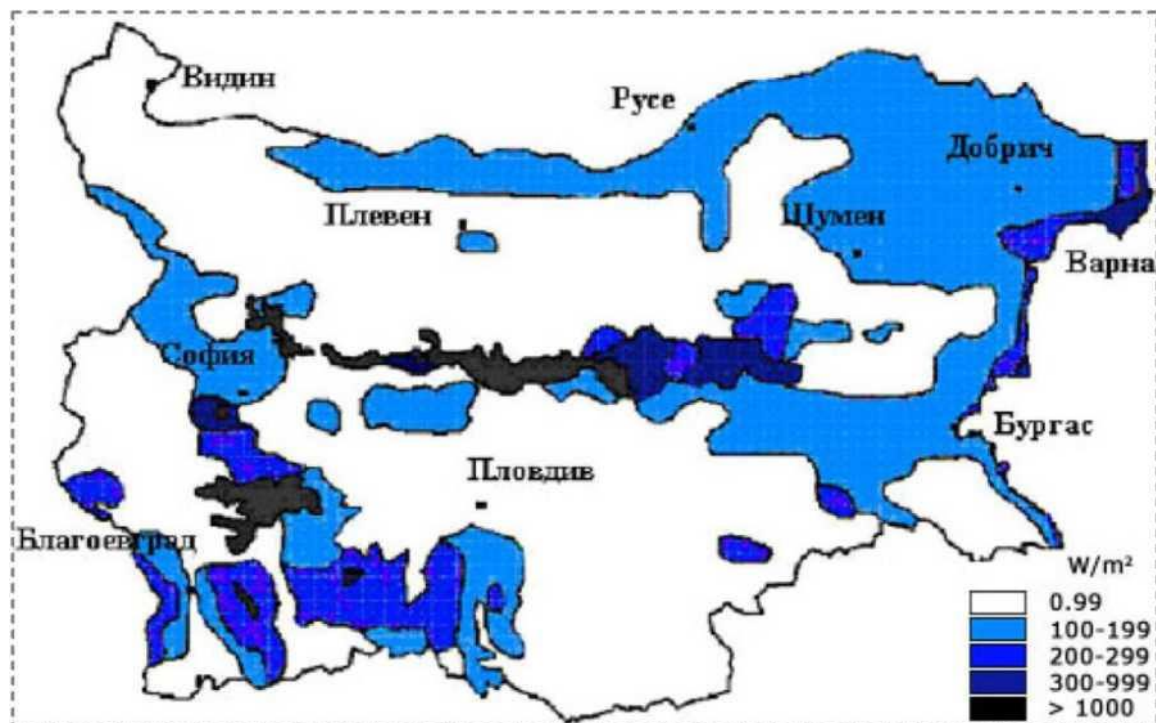 Видин
Русе
Добрич
Плевен
Шумен
Варна
София
Бургас
Пловдив
Благоевград
W/m²
0.99
100-199
200-299
300-999
> 1000